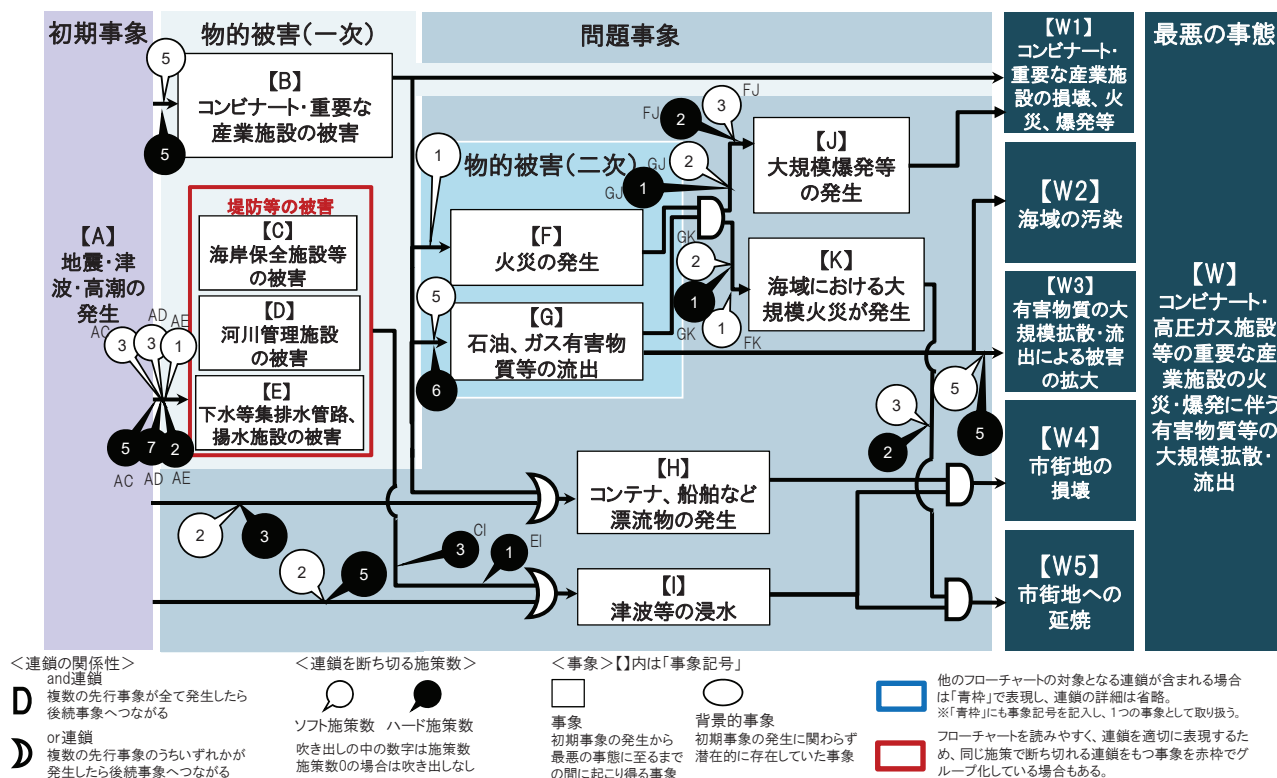 初期事象
物的被害(一次)
問題事象
最悪の事態
【A】
地震・津
波・高潮の
発生
5
5
【B】
コンビナート・重要な
産業施設の被害
堤防等の被害
【C】
海岸保全施設等
の被害
【D】
河川管理施設
の被害
【E】
下水等集排水管路、
揚水施設の被害
AC
AD
AE
3
3
1
5
7
2
AC
AD
AE
1
物的被害(二次)
【F】
火災の発生
5
6
【G】
石油、ガス有害物
質等の流出
FJ
FJ
2
3
GJ
GJ
2
1
GK
2
1
GK
1
FK
【J】
大規模爆発等
の発生
【K】
海域における大
規模火災が発生
5
5
3
2
2
3
2
5
3
CI
1
EI
【H】
コンテナ、船舶など
漂流物の発生
【I】
津波等の浸水
【W1】
コンビナート・
重要な産業施
設の損壊、火
災、爆発等
【W2】
海域の汚染
【W3】
有害物質の大
規模拡散・流
出による被害
の拡大
【W4】
市街地の
損壊
【W5】
市街地への
延焼
【W】
コンビナート・
高圧ガス施設
等の重要な産
業施設の火
災・爆発に伴う
有害物質等の
大規模拡散・
流出
<連鎖の関係性>
and連鎖
複数の先行事象が全て発生したら
後続事象へつながる
or連鎖
複数の先行事象のうちいずれかが
発生したら後続事象へつながる
<連鎖を断ち切る施策数>
ソフト施策数
ハード施策数
吹き出しの中の数字は施策数
施策数0の場合は吹き出しなし
<事象>【】内は「事象記号」
事象
初期事象の発生から
最悪の事態に至るまで
の間に起こり得る事象
背景的事象
初期事象の発生に関わらず
潜在的に存在していた事象
他のフローチャートの対象となる連鎖が含まれる場合
は「青枠」で表現し、連鎖の詳細は省略。
※「青枠」にも事象記号を記入し、1つの事象として取り扱う。
フローチャートを読みやすく、連鎖を適切に表現するた
め、同じ施策で断ち切れる連鎖をもつ事象を赤枠でグ
ループ化している場合もある。